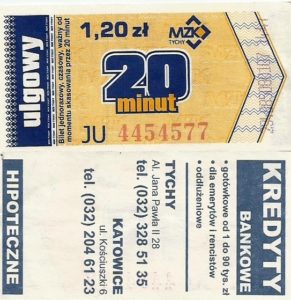 ulgowy
Bilet jednorazowy, czasowy, ważny po
momentu skasowania przez 20 minut
1,20 zł
MZK
TYCHY
20
minut
JU 4454577
KREDYTY
BANKOWE
• gotówkowe od 1 do 90 tys. zł
• dla emerytów i rencistów
• oddłużeniowe
TYCHY
Al. Jana Pawła II 28
tel. (032) 328 51 35
KATOWICE
ul. Kościuszki 6
tel. (032) 204 61 23
HIPOTECZNE